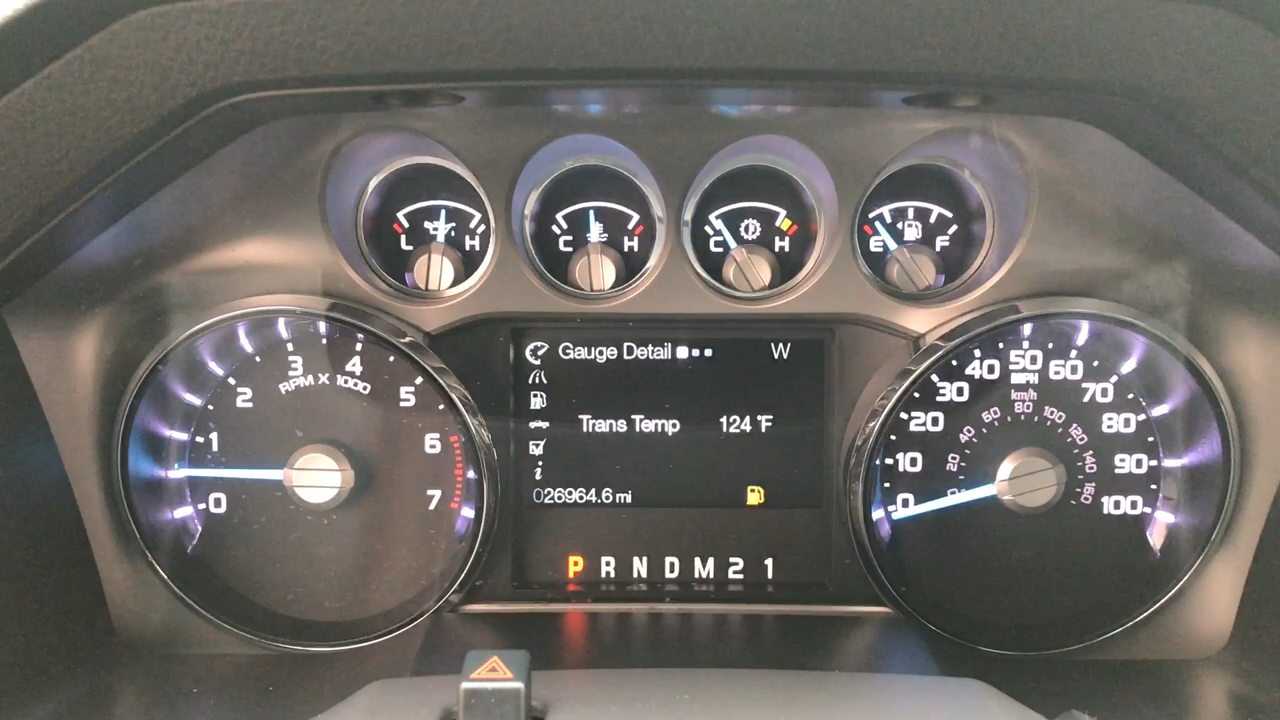 L H
C H
C H
E F
0 1 2 3 4 5 6 7
RPM X 1000
Gauge Detail W
Trans Temp 124 °F
026964.6 mi
P R N D M 2 1
0 10 20 30 40 50 60 70 80 90 100
MPH
km/h
0 20 40 60 80 100 120 140 160